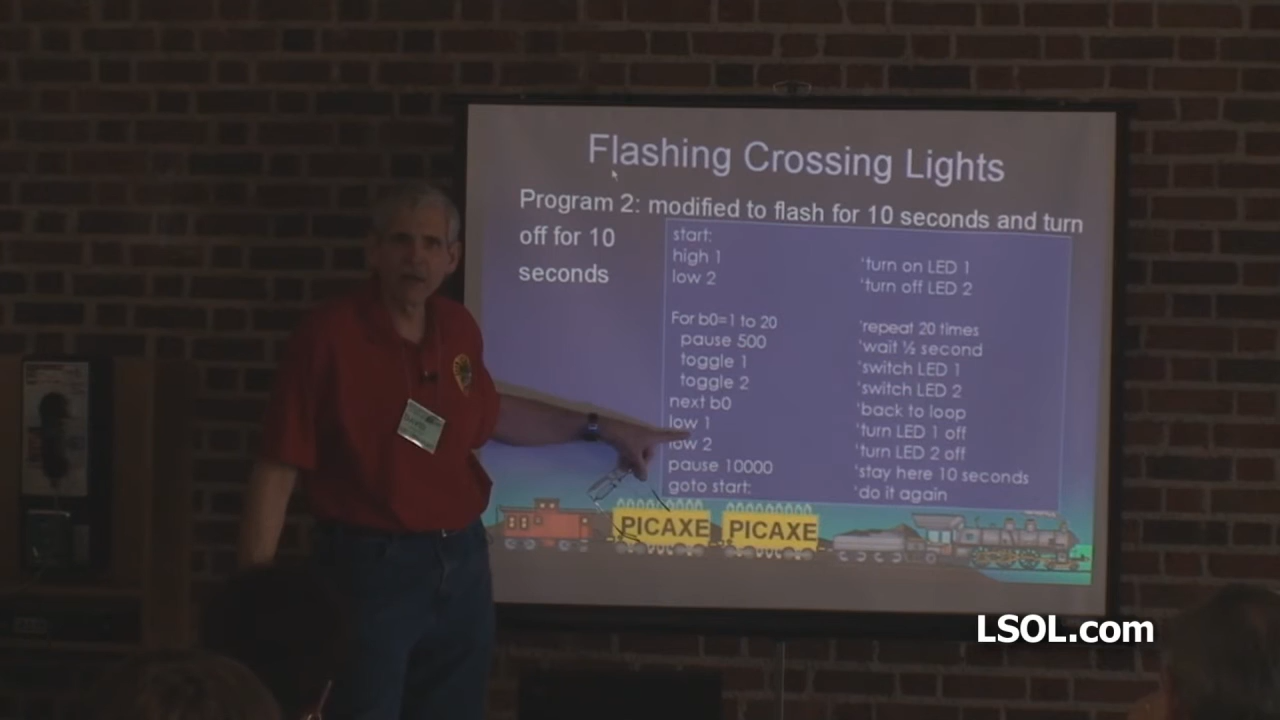 Flashing Crossing Lights
Program 2: modified to flash for 10 seconds and turn
off for 10
seconds
start:
high 1 'turn on LED 1
low 2 'turn off LED 2
For b0=1 to 20 'repeat 20 times
pause 500 'wait ½ second
toggle 1 'switch LED 1
toggle 2 'switch LED 2
next b0 'back to loop
low 1 'turn LED 1 off
low 2 'turn LED 2 off
pause 10000 'stay here 10 seconds
goto start: 'do it again
PICAXE PICAXE
LSOL.com